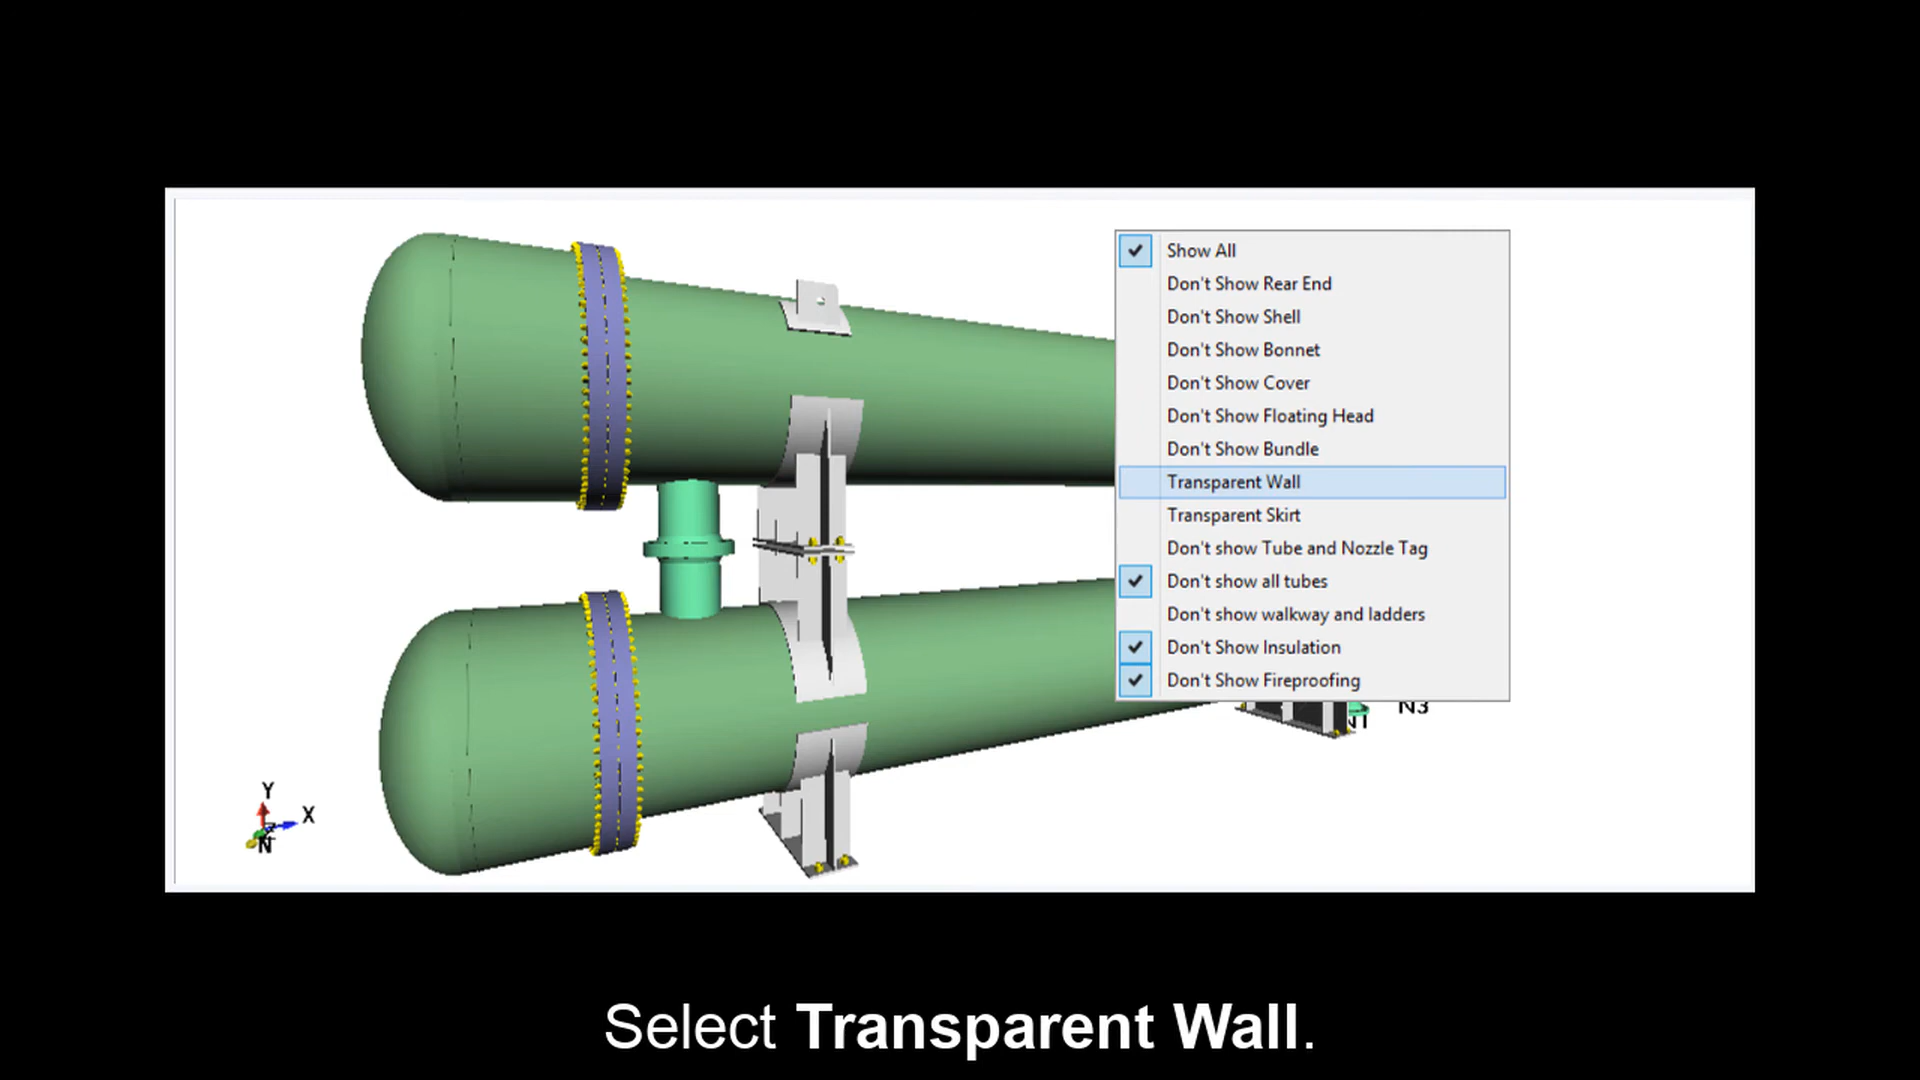 Show All
Don't Show Rear End
Don't Show Shell
Don't Show Bonnet
Don't Show Cover
Don't Show Floating Head
Don't Show Bundle
Transparent Wall
Transparent Skirt
Don't show Tube and Nozzle Tag
Don't show all tubes
Don't show walkway and ladders
Don't Show Insulation
Don't Show Fireproofing
N3
N1
Y
X
Z
N
Select Transparent Wall.